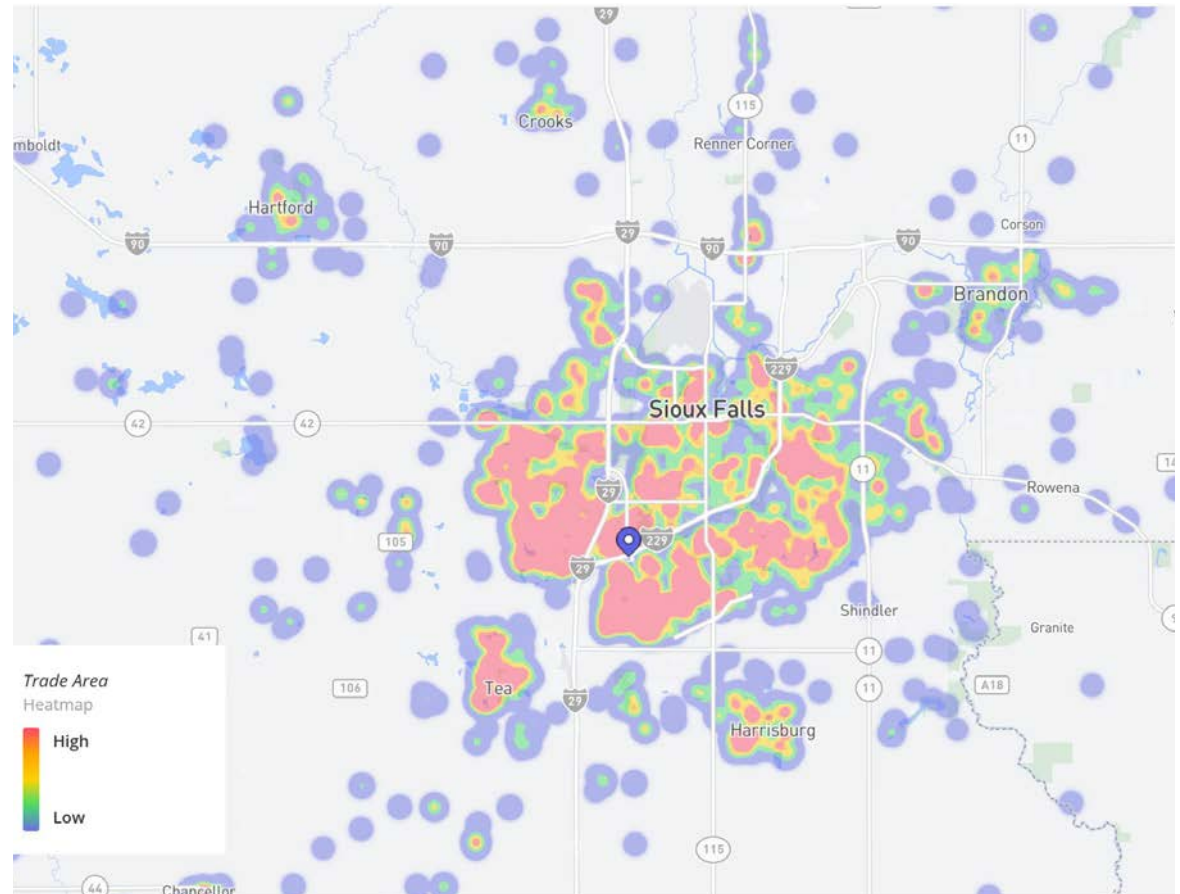 29
115
Crooks
Renner Corner
11
mboldt
Hartford
Corson
90
90
29
90
90
Brandon
229
Sioux Falls
42
42
11
14
29
Rowena
105
229
29
Shindler
Granite
41
11
Tea
106
11
A18
29
Harrisburg
Trade Area
Heatmap
High
Low
115
44
Chancellor